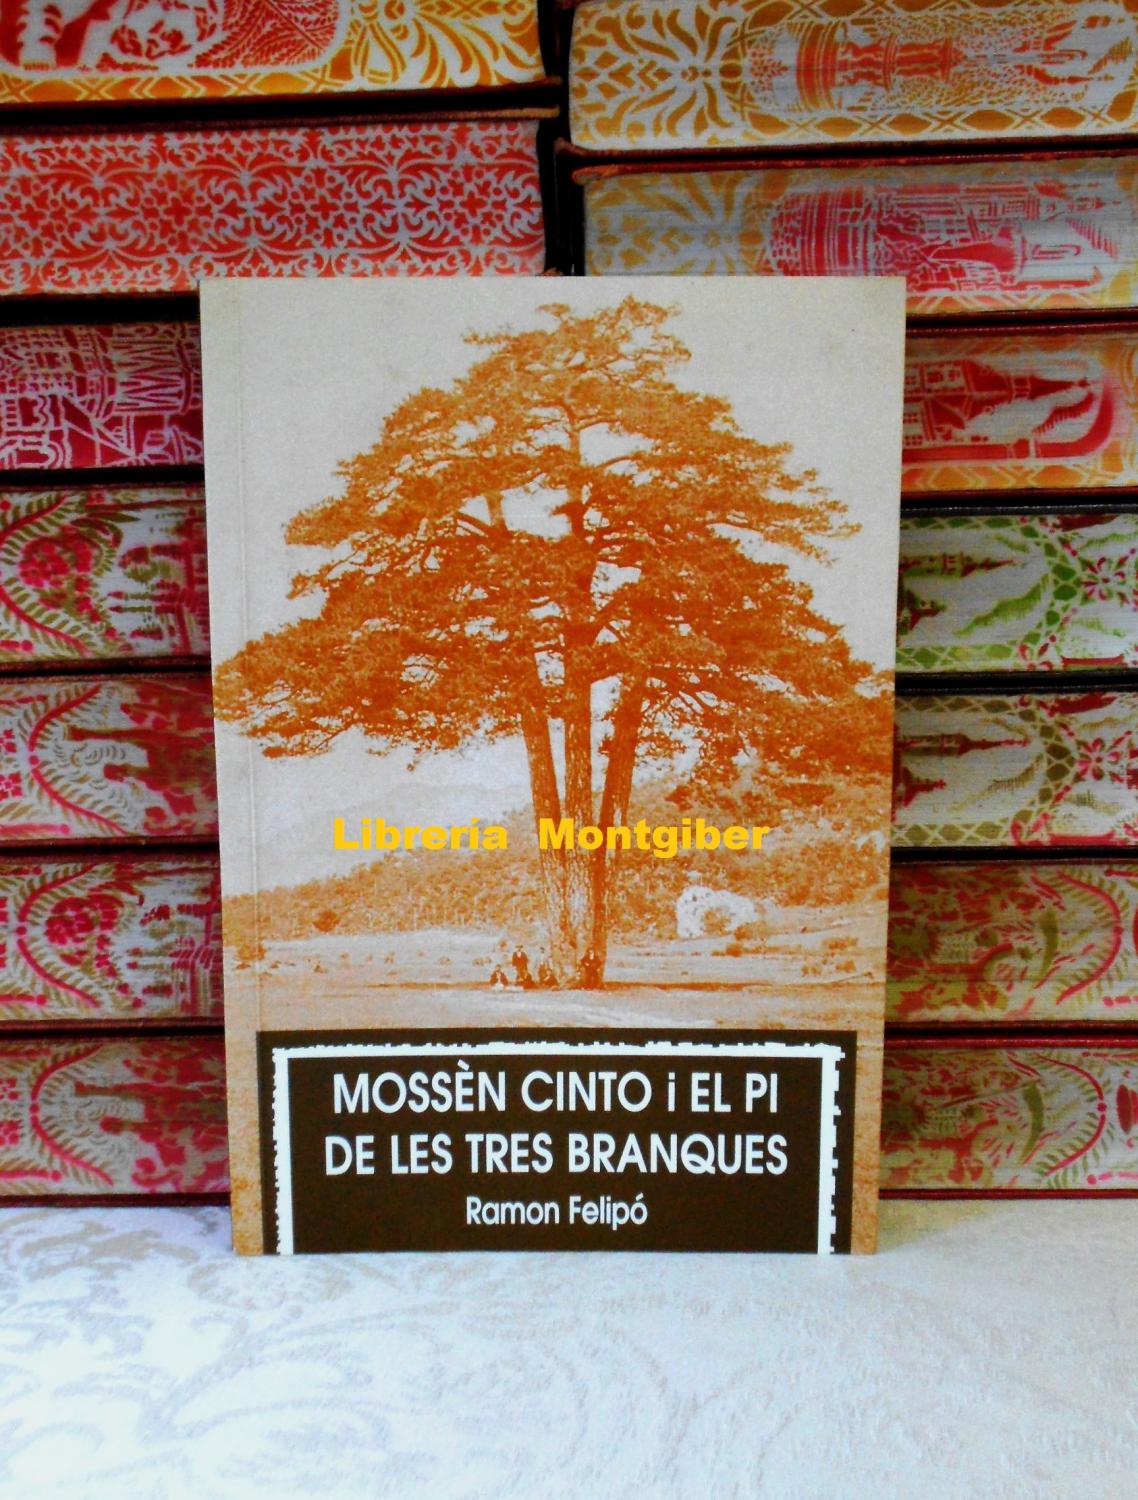 Librería Montgiber
MOSSÈN CINTO i EL PI
DE LES TRES BRANQUES
Ramon Felipó